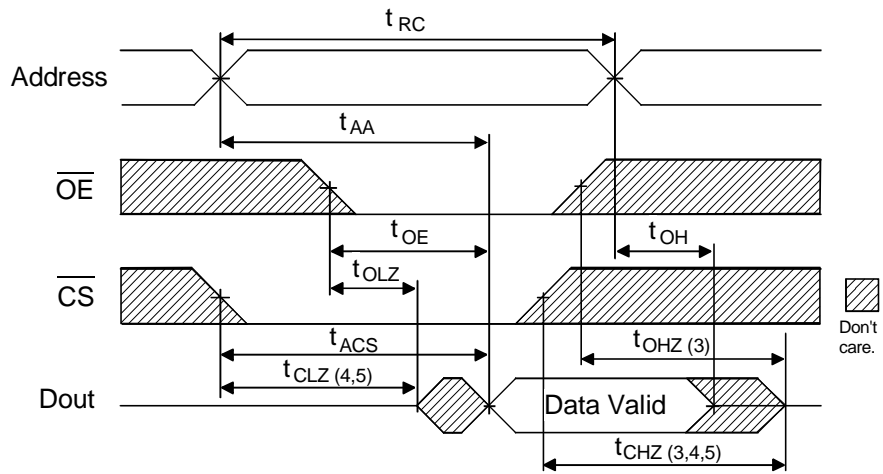 t RC
Address
t AA
OE
t OE
t OH
t OLZ
CS
Don't
care.
t ACS
t OHZ (3)
t CLZ (4,5)
Dout
Data Valid
t CHZ (3,4,5)